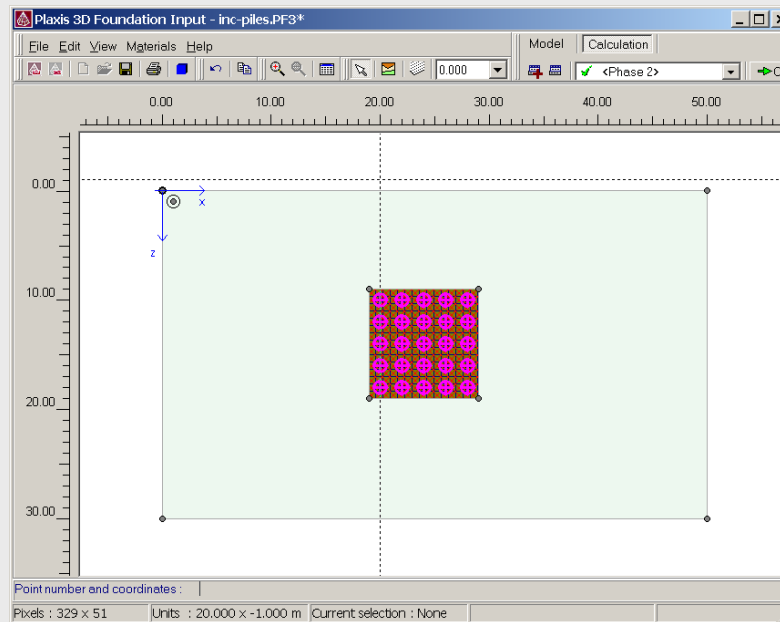 Plaxis 3D Foundation Input - inc-piles.PF3*
File Edit View Materials Help
Model Calculation
0.000
<Phase 2>
0.00 10.00 20.00 30.00 40.00 50.00
0.00
x
z
10.00
20.00
30.00
Point number and coordinates :
Pixels : 329 x 51 Units : 20.000 x -1.000 m Current selection : None